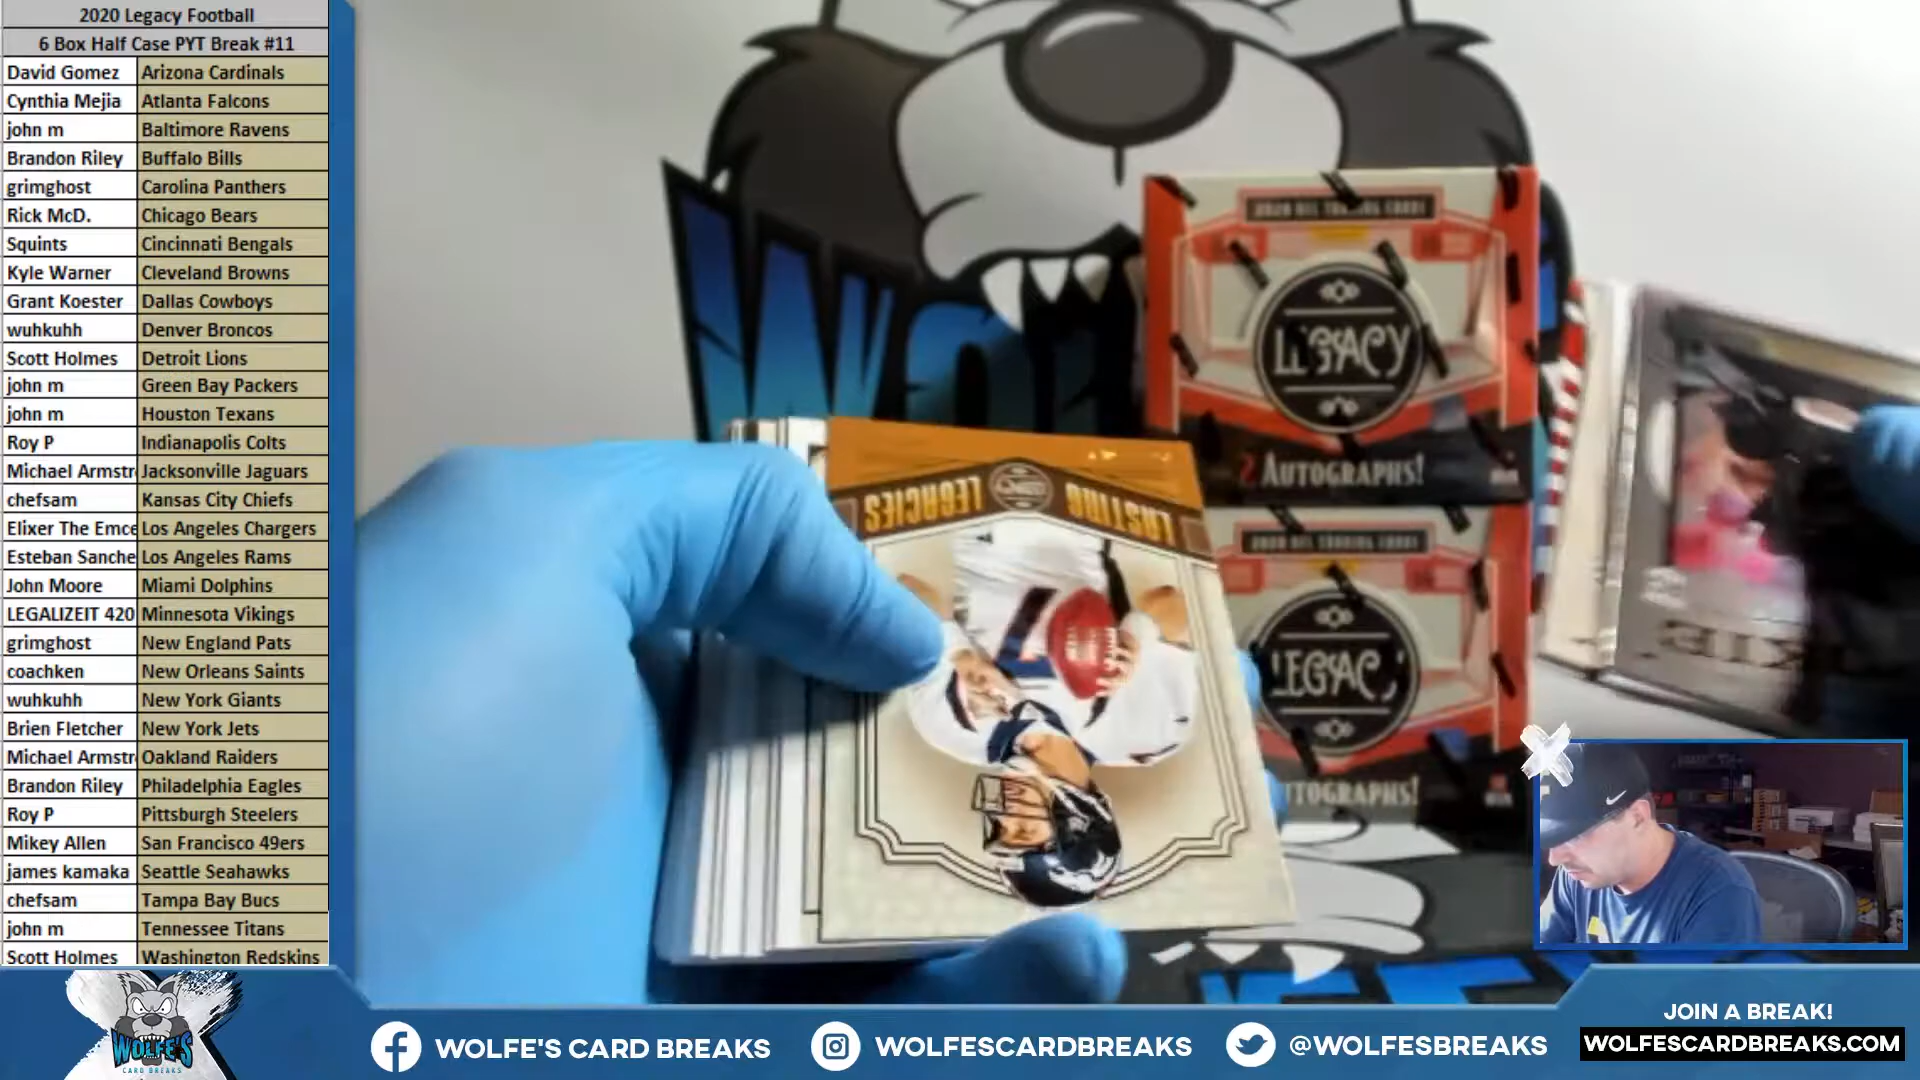 2020 Legacy Football
6 Box Half Case PYT Break #11
David Gomez Arizona Cardinals
Cynthia Mejia Atlanta Falcons
john m Baltimore Ravens
Brandon Riley Buffalo Bills
grimghost Carolina Panthers
Rick McD. Chicago Bears
Squints Cincinnati Bengals
Kyle Warner Cleveland Browns
Grant Koester Dallas Cowboys
wuhkuhh Denver Broncos
Scott Holmes Detroit Lions
john m Green Bay Packers
john m Houston Texans
Roy P Indianapolis Colts
Michael Armstr Jacksonville Jaguars
chefsam Kansas City Chiefs
Elixer The Emce Los Angeles Chargers
Esteban Sanche Los Angeles Rams
John Moore Miami Dolphins
LEGALIZEIT 420 Minnesota Vikings
grimghost New England Pats
coachken New Orleans Saints
wuhkuhh New York Giants
Brien Fletcher New York Jets
Michael Armstr Oakland Raiders
Brandon Riley Philadelphia Eagles
Roy P Pittsburgh Steelers
Mikey Allen San Francisco 49ers
james kamaka Seattle Seahawks
chefsam Tampa Bay Bucs
john m Tennessee Titans
Scott Holmes Washington Redskins
LEGACY
2 AUTOGRAPHS!
LEGACY
AUTOGRAPHS!
LASTING LEGACIES
WOLFE'S
CARD BREAKS
WOLFE'S CARD BREAKS
WOLFESCARDBREAKS
@WOLFESBREAKS
JOIN A BREAK!
WOLFESCARDBREAKS.COM